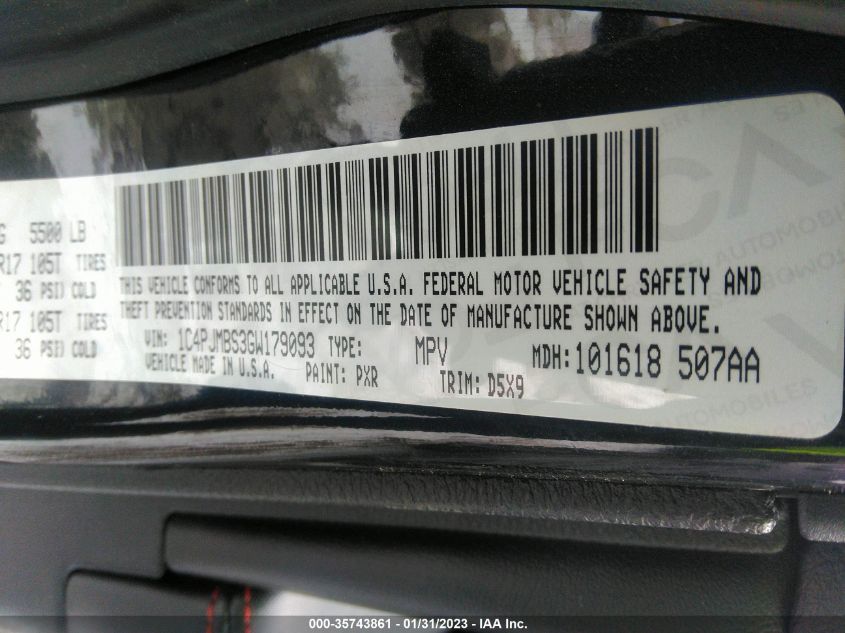 G 5500 LB
R17 105T TIRES
36 PSI) COLD
R17 105T TIRES
36 PSI) COLD
THIS VEHICLE CONFORMS TO ALL APPLICABLE U.S.A. FEDERAL MOTOR VEHICLE SAFETY AND
THEFT PREVENTION STANDARDS IN EFFECT ON THE DATE OF MANUFACTURE SHOWN ABOVE.
VIN: 1C4PJMBS3GW179093 TYPE: MPV MDH:101618 507AA
VEHICLE MADE IN U.S.A. PAINT: PXR TRIM: D5X9
AUTOMOBILES
AUTOMOBILES
000-35743861 - 01/31/2023 - IAA Inc.